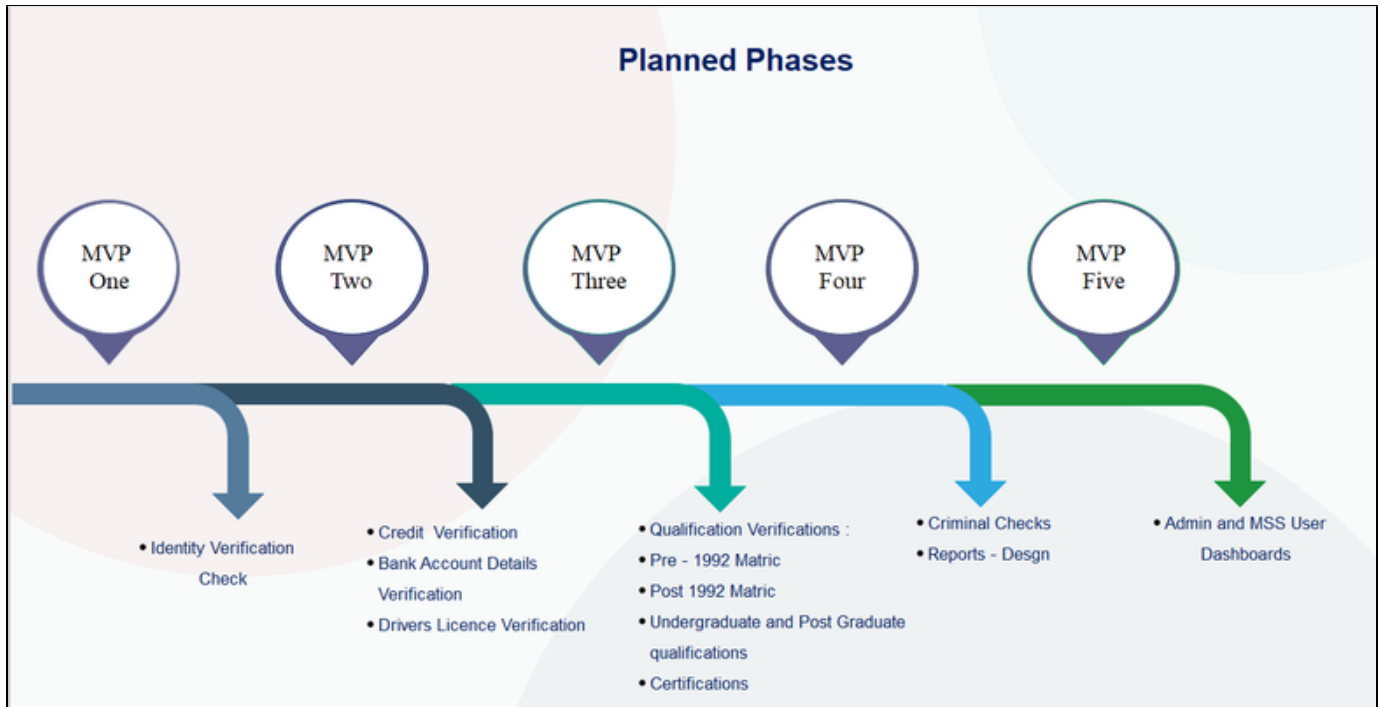 Planned Phases
MVP
One
MVP
Two
MVP
Three
MVP
Four
MVP
Five
• Identity Verification
Check
• Credit Verification
• Bank Account Details
Verification
• Drivers Licence Verification
• Qualification Verifications :
• Pre - 1992 Matric
• Post 1992 Matric
• Undergraduate and Post Graduate
qualifications
• Certifications
• Criminal Checks
• Reports - Desgn
• Admin and MSS User
Dashboards